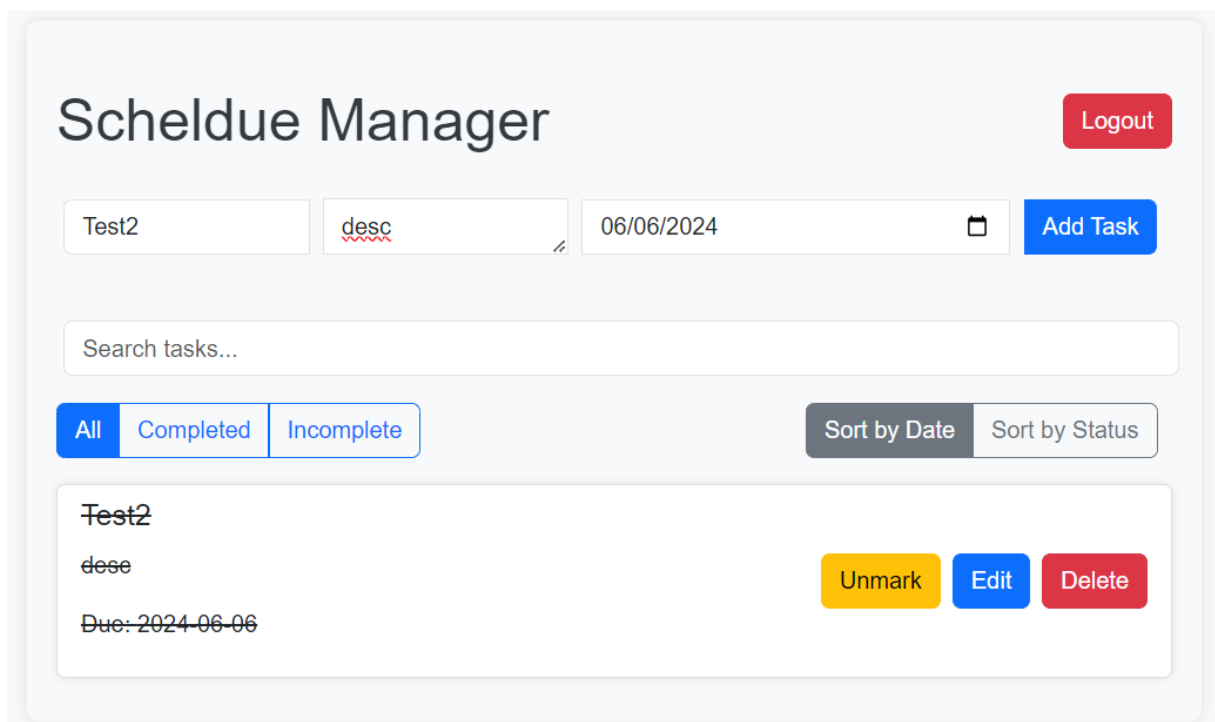 Scheldue Manager Logout
Test2 desc 06/06/2024 Add Task
Search tasks...
All Completed Incomplete Sort by Date Sort by Status
Test2
desc
Unmark Edit Delete
Due: 2024-06-06